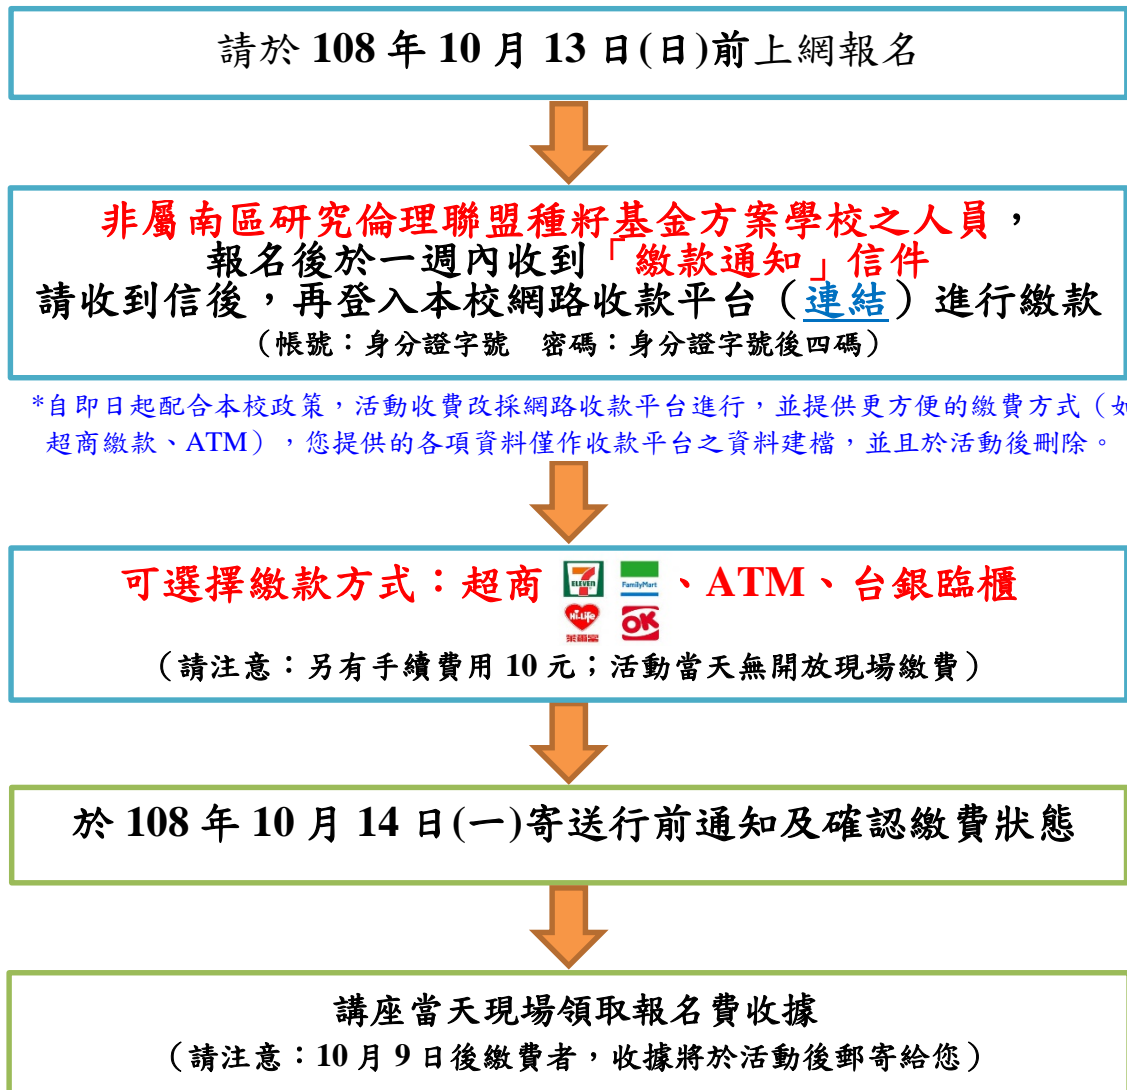 請於 108 年 10 月 13 日(日)前上網報名
非屬南區研究倫理聯盟種籽基金方案學校之人員，
報名後於一週內收到「繳款通知」信件
請收到信後，再登入本校網路收款平台（連結）進行繳款
（帳號：身分證字號　密碼：身分證字號後四碼）
*自即日起配合本校政策，活動收費改採網路收款平台進行，並提供更方便的繳費方式（如
超商繳款、ATM），您提供的各項資料僅作收款平台之資料建檔，並且於活動後刪除。
可選擇繳款方式：超商 7 ELEVEN FamilyMart 、ATM、台銀臨櫃
Hi-Life 萊爾富 OK
（請注意：另有手續費用 10 元；活動當天無開放現場繳費）
於 108 年 10 月 14 日(一)寄送行前通知及確認繳費狀態
講座當天現場領取報名費收據
（請注意：10 月 9 日後繳費者，收據將於活動後郵寄給您）